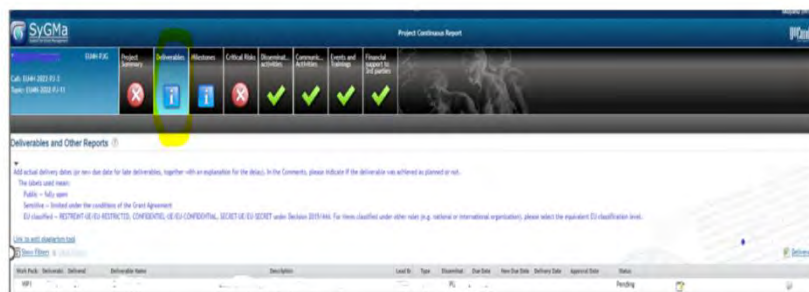 SyGMa
Project Continuous Report
EU4H-PJG
Call: EU4H-2022-PJ-2
Topic: EU4H-2022-PJ-11
Project Summary
Deliverables
Milestones
Critical Risks
Disseminat... activities
Communic... Activities
Events and Trainings
Financial support to 3rd parties
Deliverables and Other Reports
Add actual delivery dates (or new due date for late deliverables, together with an explanation for the delay). In the Comments, please indicate if the deliverable was achieved as planned or not.
The labels used mean:
Public – fully open
Sensitive – limited under the conditions of the Grant Agreement
EU classified – RESTREINT-UE/EU-RESTRICTED, CONFIDENTIEL-UE/EU-CONFIDENTIAL, SECRET-UE/EU-SECRET under Decision 2015/444. For items classified under other rules (e.g. national or international organisation), please select the equivalent EU classification level.
Link to edit plagiarism tool
Show Filters
Work Pack Deliverabl Deliverabl Deliverable Name Description Lead B Type Disseminat Due Date New Due Date Delivery Date Approval Date Status
WP1 PU Pending